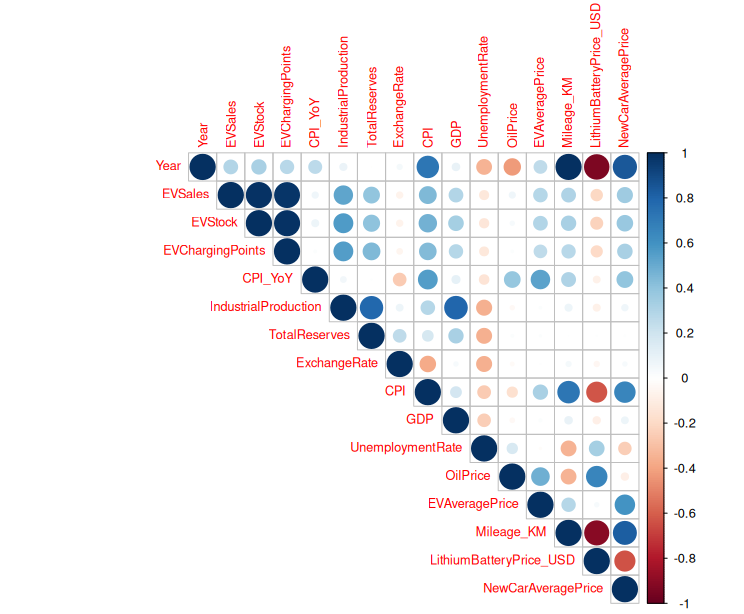 Year
EVSales
EVStock
EVChargingPoints
CPI_YoY
IndustrialProduction
TotalReserves
ExchangeRate
CPI
GDP
UnemploymentRate
OilPrice
EVAveragePrice
Mileage_KM
LithiumBatteryPrice_USD
NewCarAveragePrice
Year
EVSales
EVStock
EVChargingPoints
CPI_YoY
IndustrialProduction
TotalReserves
ExchangeRate
CPI
GDP
UnemploymentRate
OilPrice
EVAveragePrice
Mileage_KM
LithiumBatteryPrice_USD
NewCarAveragePrice
1
0.8
0.6
0.4
0.2
0
-0.2
-0.4
-0.6
-0.8
-1